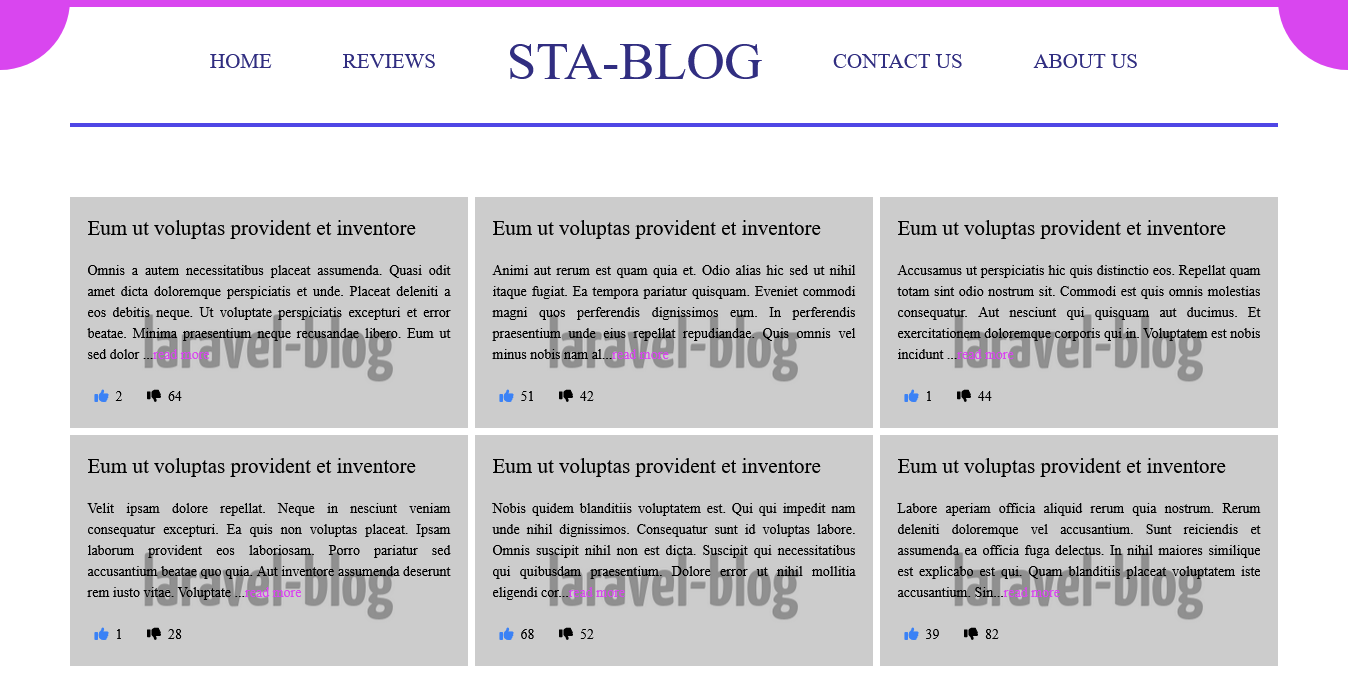 HOME REVIEWS STA-BLOG CONTACT US ABOUT US
Eum ut voluptas provident et inventore
Omnis a autem necessitatibus placeat assumenda. Quasi odit
amet dicta doloremque perspiciatis et unde. Placeat deleniti a
eos debitis neque. Ut voluptate perspiciatis excepturi et error
beatae. Minima praesentium neque recusandae libero. Eum ut
sed dolor ...read more
laravel-blog
2 64
Eum ut voluptas provident et inventore
Animi aut rerum est quam quia et. Odio alias hic sed ut nihil
itaque fugiat. Ea tempora pariatur quisquam. Eveniet commodi
magni quos perferendis dignissimos eum. In perferendis
praesentium unde eius repellat repudiandae. Quis omnis vel
minus nobis nam al...read more
laravel-blog
51 42
Eum ut voluptas provident et inventore
Accusamus ut perspiciatis hic quis distinctio eos. Repellat quam
totam sint odio nostrum sit. Commodi est quis omnis molestias
consequatur. Aut nesciunt qui quisquam aut ducimus. Et
exercitationem doloremque corporis qui in. Voluptatem est nobis
incidunt ...read more
laravel-blog
1 44
Eum ut voluptas provident et inventore
Velit ipsam dolore repellat. Neque in nesciunt veniam
consequatur excepturi. Ea quis non voluptas placeat. Ipsam
laborum provident eos laboriosam. Porro pariatur sed
accusantium beatae quo quia. Aut inventore assumenda deserunt
rem iusto vitae. Voluptate ...read more
laravel-blog
1 28
Eum ut voluptas provident et inventore
Nobis quidem blanditiis voluptatem est. Qui qui impedit nam
unde nihil dignissimos. Consequatur sunt id voluptas labore.
Omnis suscipit nihil non est dicta. Suscipit qui necessitatibus
qui quibusdam praesentium. Dolore error ut nihil mollitia
eligendi cor...read more
laravel-blog
68 52
Eum ut voluptas provident et inventore
Labore aperiam officia aliquid rerum quia nostrum. Rerum
deleniti doloremque vel accusantium. Sunt reiciendis et
assumenda ea officia fuga delectus. In nihil maiores similique
est explicabo est qui. Quam blanditiis placeat voluptatem iste
accusantium. Sin...read more
laravel-blog
39 82